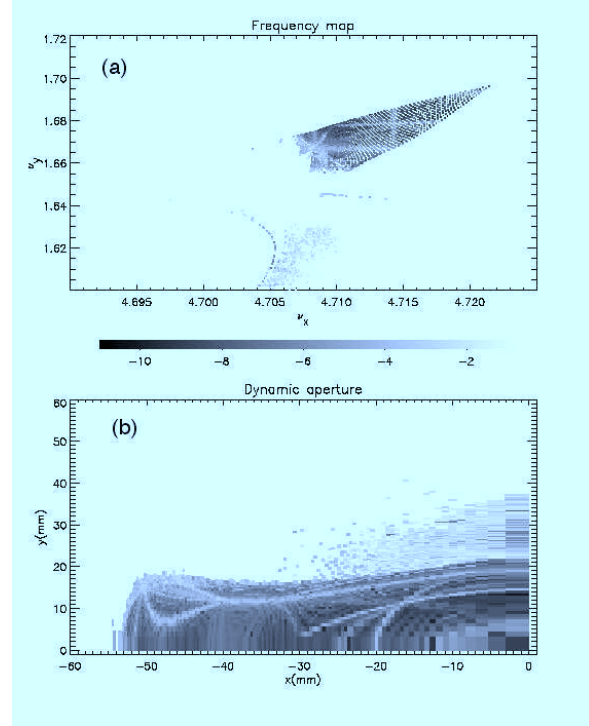 Frequency map
(a)
1.72
1.70
1.68
1.66
1.64
1.62
νy
4.695 4.700 4.705 4.710 4.715 4.720
νx
−10 −8 −6 −4 −2
Dynamic aperture
(b)
60
50
40
30
20
10
0
y(mm)
−60 −50 −40 −30 −20 −10 0
x(mm)